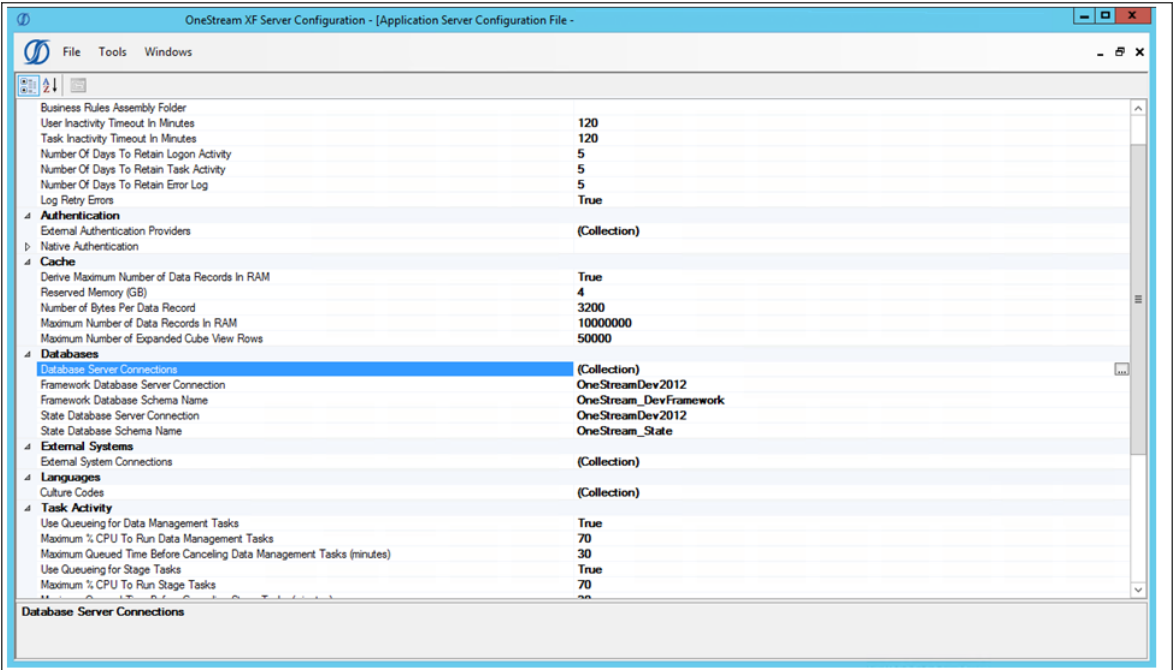 OneStream XF Server Configuration - [Application Server Configuration File -
File Tools Windows
Business Rules Assembly Folder
User Inactivity Timeout In Minutes 120
Task Inactivity Timeout In Minutes 120
Number Of Days To Retain Logon Activity 5
Number Of Days To Retain Task Activity 5
Number Of Days To Retain Error Log 5
Log Retry Errors True
Authentication
External Authentication Providers (Collection)
Native Authentication
Cache
Derive Maximum Number of Data Records In RAM True
Reserved Memory (GB) 4
Number of Bytes Per Data Record 3200
Maximum Number of Data Records In RAM 10000000
Maximum Number of Expanded Cube View Rows 50000
Databases
Database Server Connections (Collection) ...
Framework Database Server Connection OneStreamDev2012
Framework Database Schema Name OneStream_DevFramework
State Database Server Connection OneStreamDev2012
State Database Schema Name OneStream_State
External Systems
External System Connections (Collection)
Languages
Culture Codes (Collection)
Task Activity
Use Queueing for Data Management Tasks True
Maximum % CPU To Run Data Management Tasks 70
Maximum Queued Time Before Canceling Data Management Tasks (minutes) 30
Use Queueing for Stage Tasks True
Maximum % CPU To Run Stage Tasks 70
Database Server Connections